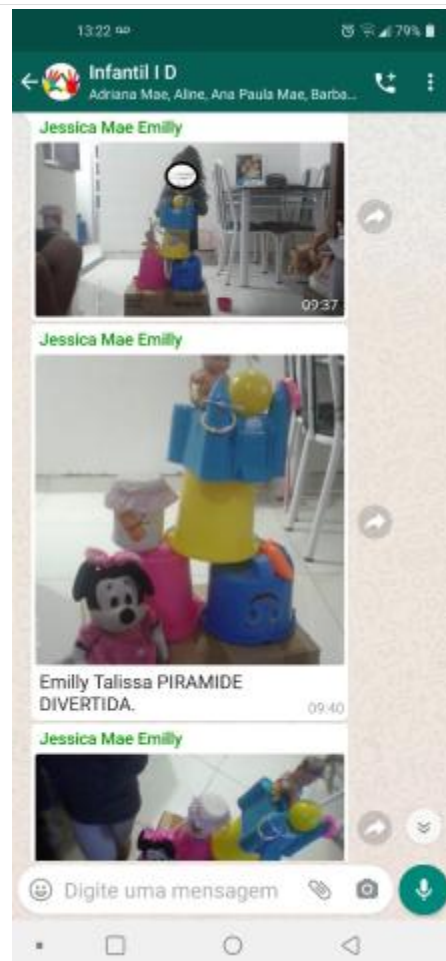 13:22
79%
Infantil I D
Adriana Mae, Aline, Ana Paula Mae, Barba...
Jessica Mae Emilly
09:37
Jessica Mae Emilly
Emilly Talissa PIRAMIDE
DIVERTIDA.
09:40
Jessica Mae Emilly
Digite uma mensagem